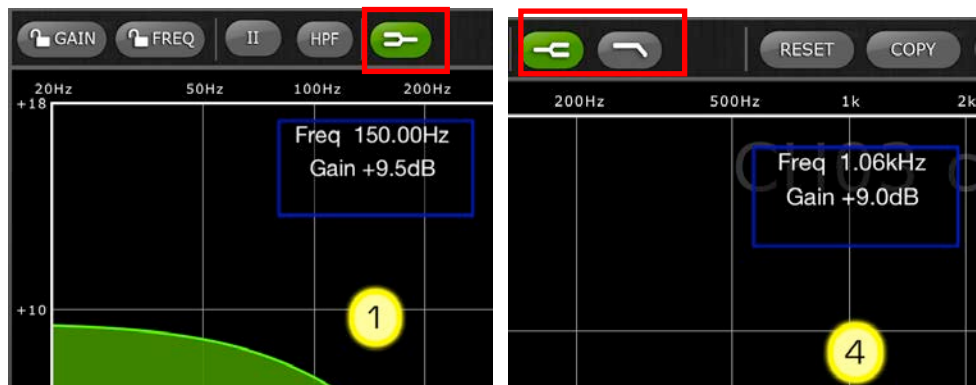 GAIN FREQ II HPF
20Hz 50Hz 100Hz 200Hz
+18
Freq 150.00Hz
Gain +9.5dB
+10
1
RESET COPY
200Hz 500Hz 1k 2k
CH03
Freq 1.06kHz
Gain +9.0dB
4